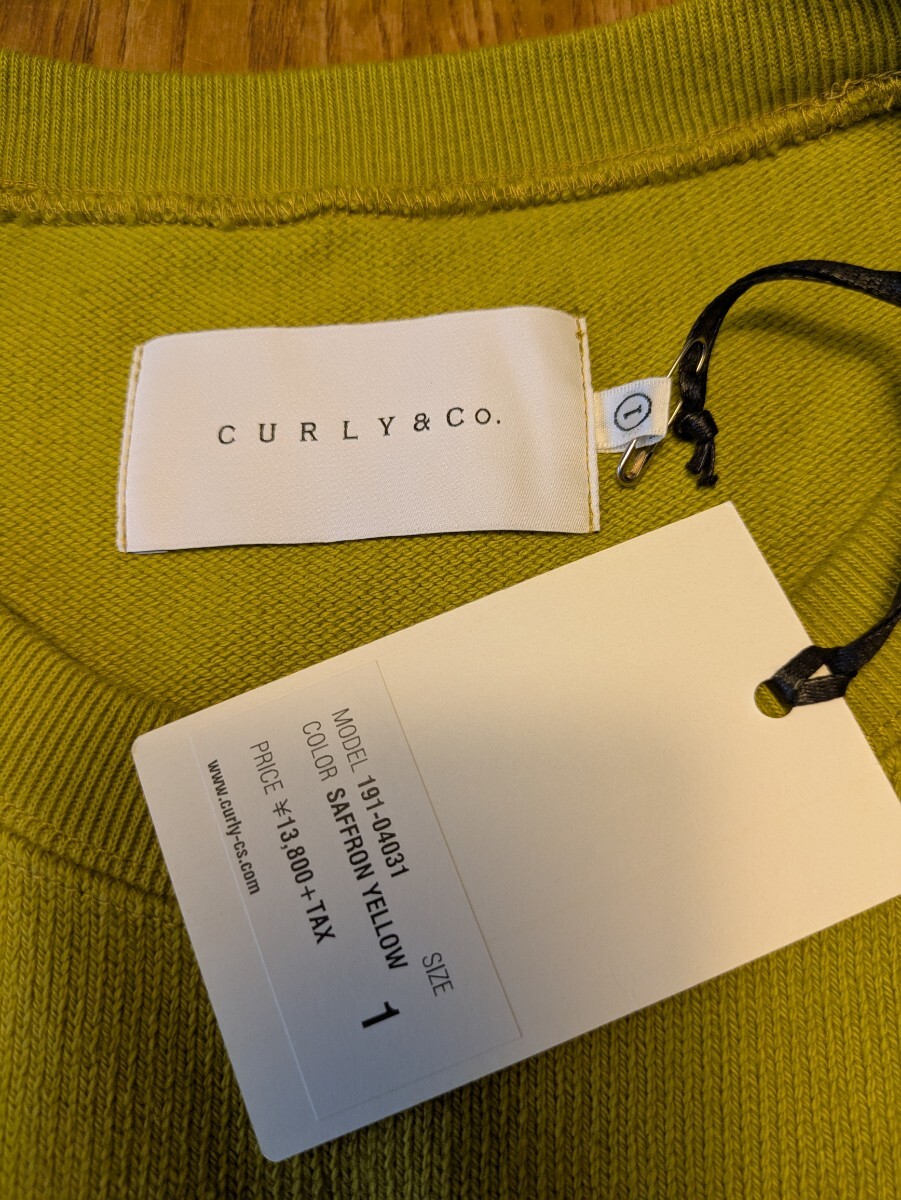 CURLY & Co.
1
MODEL 191-04031
COLOR SAFFRON YELLOW
SIZE
1
PRICE ¥13,800+TAX
www.curly-cs.com